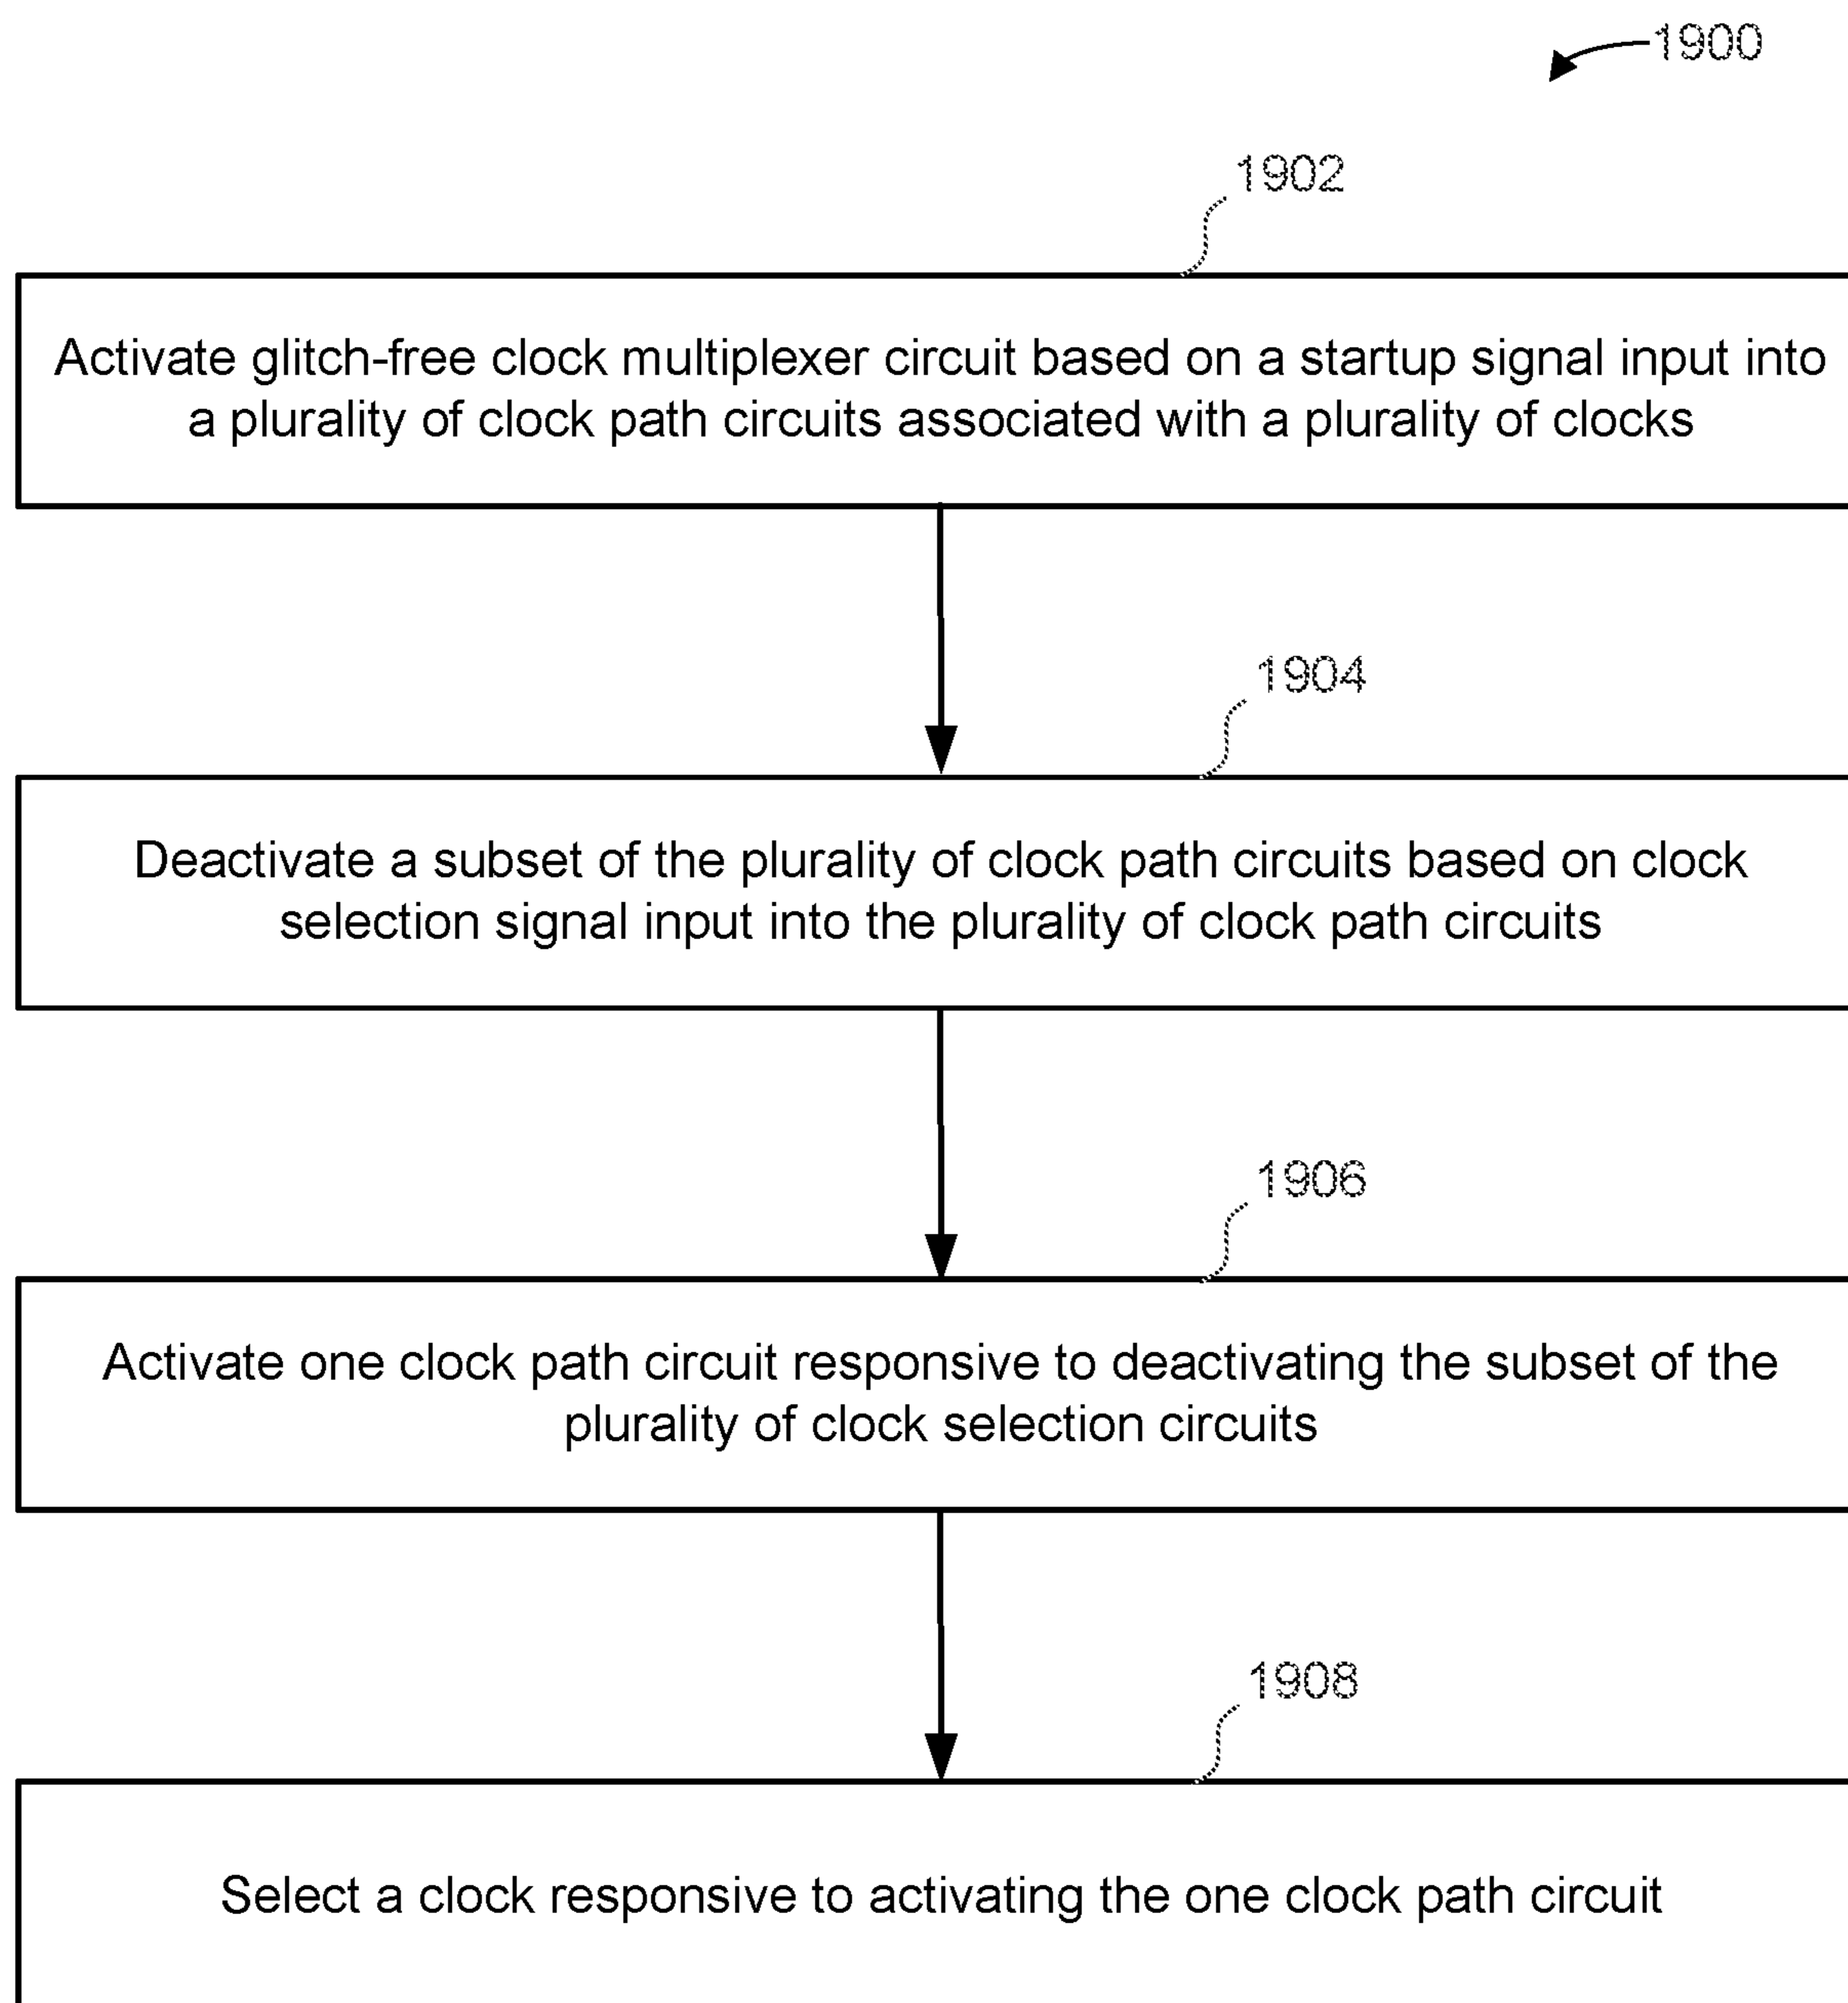 1900
1902
Activate glitch-free clock multiplexer circuit based on a startup signal input into
a plurality of clock path circuits associated with a plurality of clocks
1904
Deactivate a subset of the plurality of clock path circuits based on clock
selection signal input into the plurality of clock path circuits
1906
Activate one clock path circuit responsive to deactivating the subset of the
plurality of clock selection circuits
1908
Select a clock responsive to activating the one clock path circuit